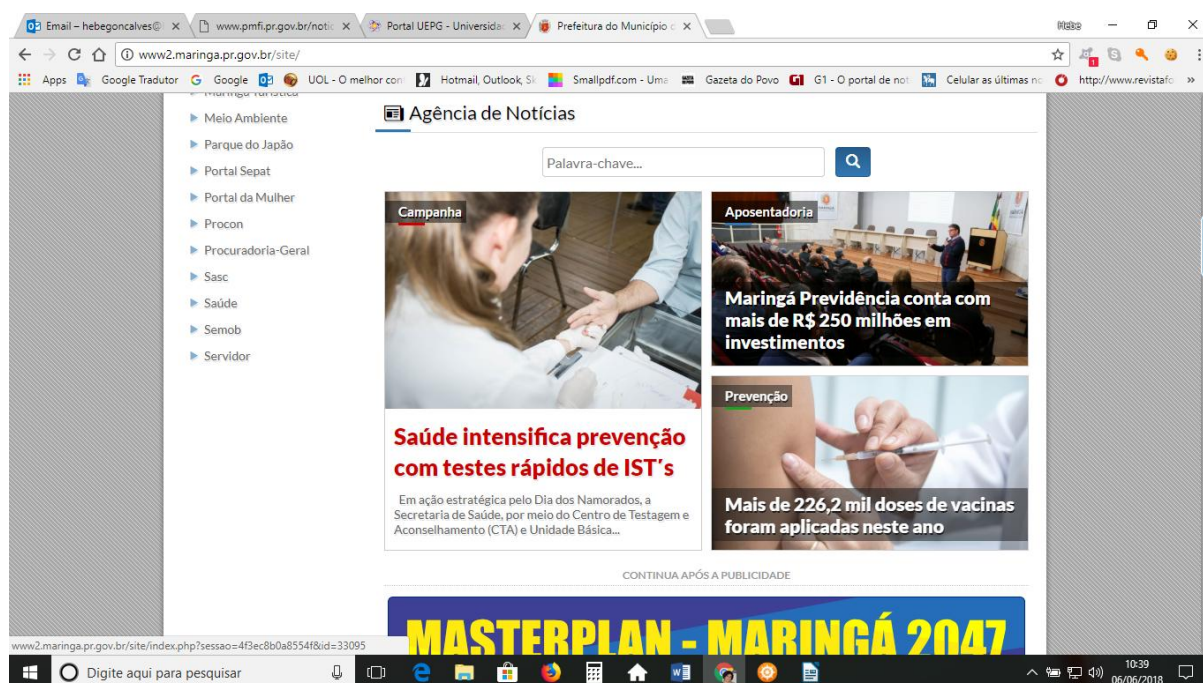 Email – hebegoncalves@
www.pmfi.pr.gov.br/notic
Portal UEPG - Universida
Prefeitura do Município
Hebe
www2.maringa.pr.gov.br/site/
Apps
Google Tradutor
Google
UOL - O melhor con
Hotmail, Outlook, Sk
Smallpdf.com - Uma
Gazeta do Povo
G1 - O portal de not
Celular as últimas no
http://www.revistafo
Maringá Turística
Meio Ambiente
Parque do Japão
Portal Sepat
Portal da Mulher
Procon
Procuradoria-Geral
Sasc
Saúde
Semob
Servidor
Agência de Notícias
Palavra-chave...
Campanha
Saúde intensifica prevenção
com testes rápidos de IST's
Em ação estratégica pelo Dia dos Namorados, a
Secretaria de Saúde, por meio do Centro de Testagem e
Aconselhamento (CTA) e Unidade Básica...
Aposentadoria
Maringá Previdência conta com
mais de R$ 250 milhões em
investimentos
Prevenção
Mais de 226,2 mil doses de vacinas
foram aplicadas neste ano
CONTINUA APÓS A PUBLICIDADE
MASTERPLAN - MARINGÁ 2047
www2.maringa.pr.gov.br/site/index.php?sessao=4f3ec8b0a8554f&id=33095
Digite aqui para pesquisar
10:39
06/06/2018